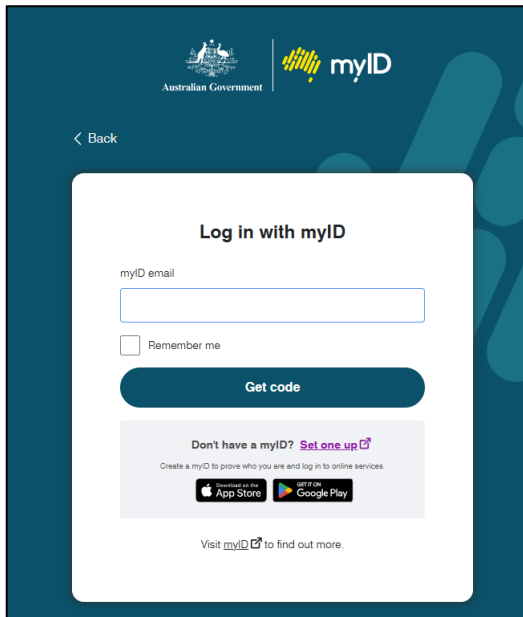 Australian Government
myID
Back
Log in with myID
myID email
Remember me
Get code
Don't have a myID? Set one up
Create a myID to prove who you are and log in to online services.
Download on the App Store
GET IT ON Google Play
Visit myID to find out more.